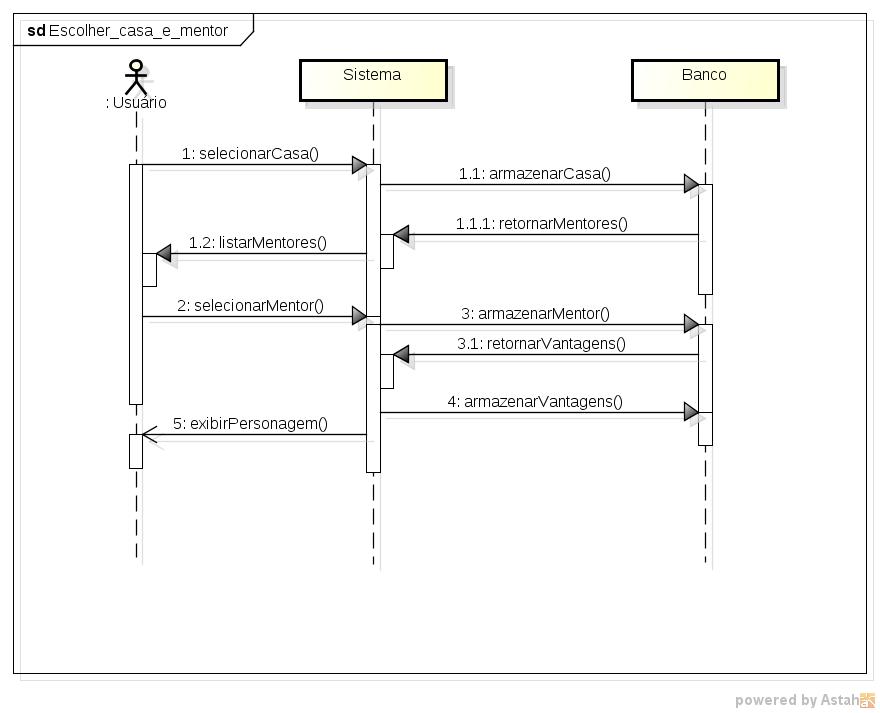 sd Escolher_casa_e_mentor
: Usuário
Sistema
Banco
1: selecionarCasa()
1.1: armazenarCasa()
1.1.1: retornarMentores()
1.2: listarMentores()
2: selecionarMentor()
3: armazenarMentor()
3.1: retornarVantagens()
4: armazenarVantagens()
5: exibirPersonagem()
powered by Astah